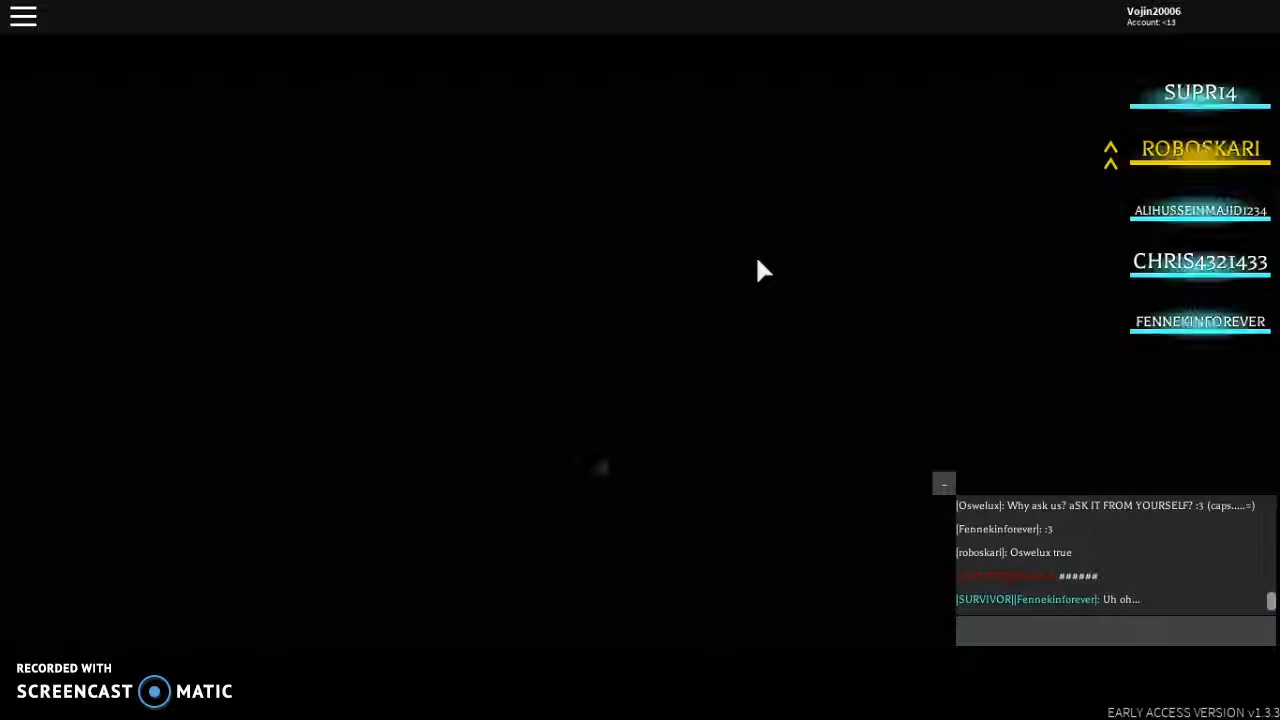 Vojin20006
Account: <13
SUPR14
ROBOSKARI
ALIHUSSEINMAJID1234
CHRIS4321433
FENNEKINFOREVER
[Oswelux]: Why ask us? aSK IT FROM YOURSELF? :3 (caps.....=)
[Fennekinforever]: :3
[roboskari]: Oswelux true
######
[SURVIVOR][Fennekinforever]: Uh oh...
RECORDED WITH
SCREENCAST MATIC
EARLY ACCESS VERSION v1.3.3